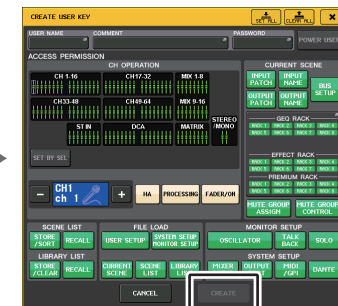 CREATE USER KEY
SET ALL
CLEAR ALL
USER NAME
COMMENT
PASSWORD
POWER USER
ACCESS PERMISSION
CH OPERATION
CURRENT SCENE
CH 1-16
CH17-32
MIX 1-8
INPUT PATCH
INPUT NAME
BUS SETUP
CH33-48
CH49-64
MIX 9-16
OUTPUT PATCH
OUTPUT NAME
ST IN
DCA
MATRIX
STEREO /MONO
GEQ RACK
EFFECT RACK
SET BY SEL
PREMIUM RACK
CH1
ch 1
HA
PROCESSING
FADER/ON
MUTE GROUP ASSIGN
MUTE GROUP CONTROL
SCENE LIST
FILE LOAD
MONITOR SETUP
STORE /SORT
RECALL
USER SETUP
SYSTEM SETUP MONITOR SETUP
OSCILLATOR
TALK BACK
SOLO
LIBRARY LIST
SYSTEM SETUP
STORE /CLEAR
RECALL
CURRENT SCENE
SCENE LIST
LIBRARY LIST
MIXER
OUTPUT
MIDI /GPI
DANTE
CANCEL
CREATE